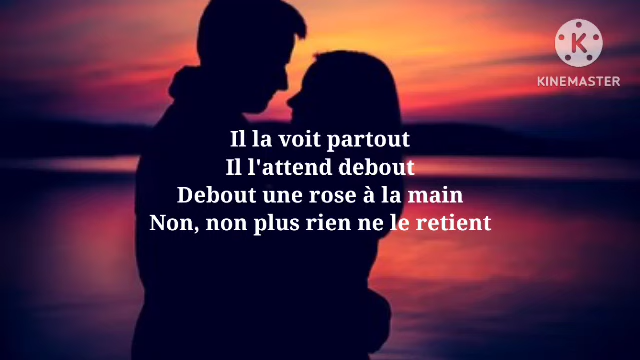 K
KINEMASTER
Il la voit partout
Il l'attend debout
Debout une rose à la main
Non, non plus rien ne le retient